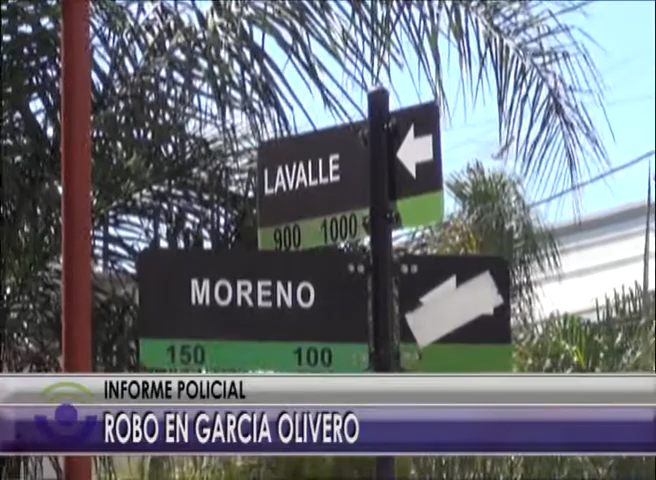 LAVALLE
900 1000
MORENO
150 100
INFORME POLICIAL
ROBO EN GARCIA OLIVERO